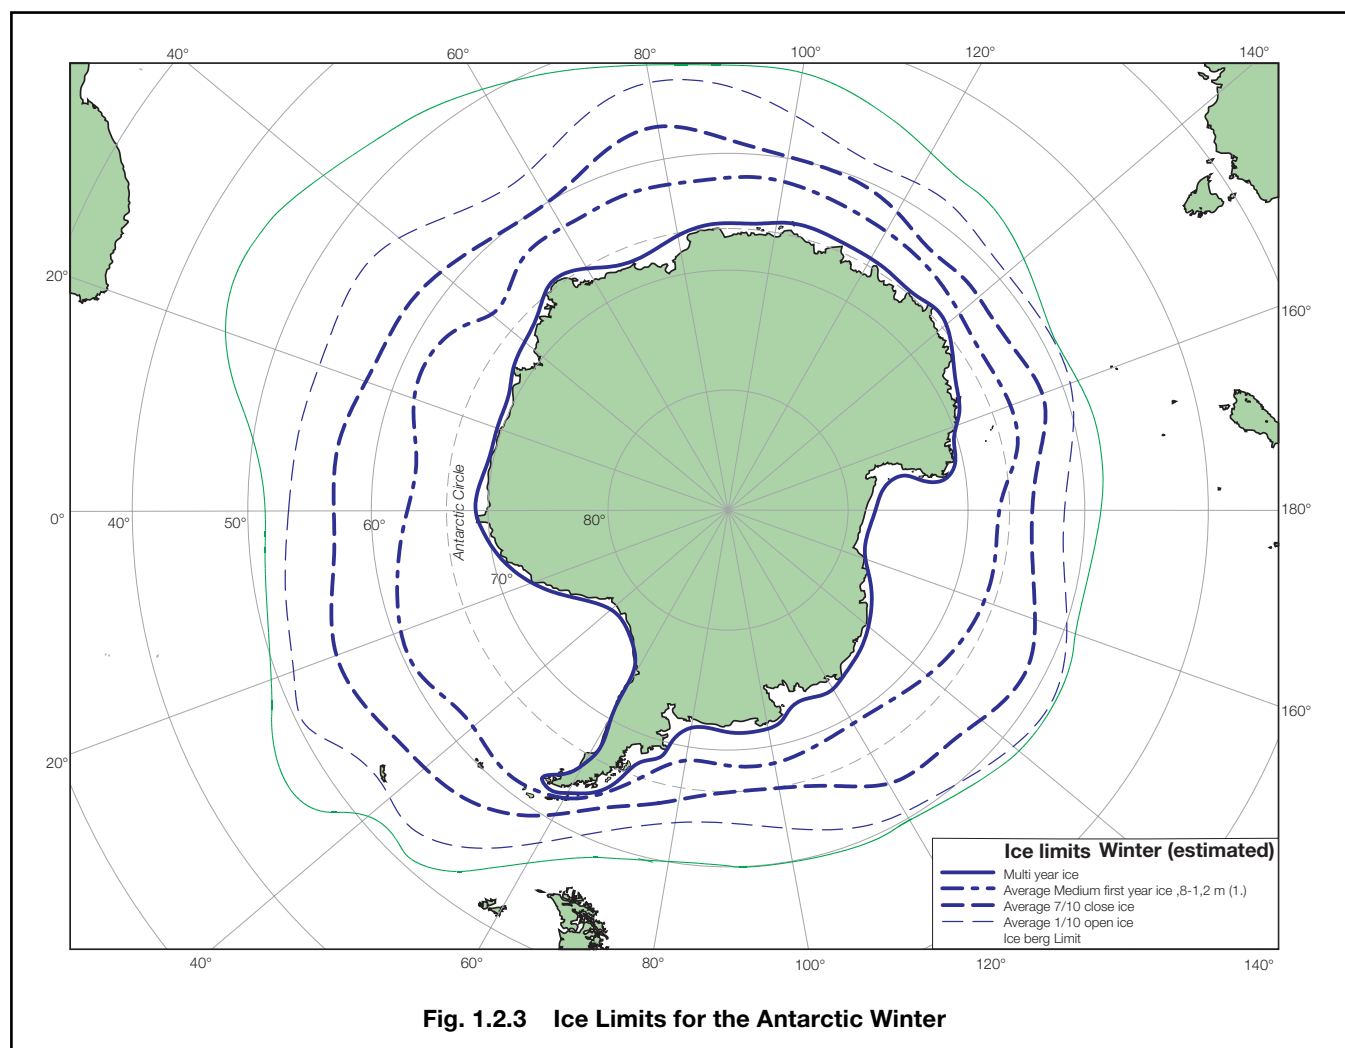 40° 60° 80° 100° 120° 140°
20°
160°
Antarctic Circle
0° 40° 50° 60° 80° 180°
70°
160°
20°
Ice limits Winter (estimated)
Multi year ice
Average Medium first year ice ,8-1,2 m (1.)
Average 7/10 close ice
Average 1/10 open ice
Ice berg Limit
40° 60° 80° 100° 120° 140°
Fig. 1.2.3 Ice Limits for the Antarctic Winter